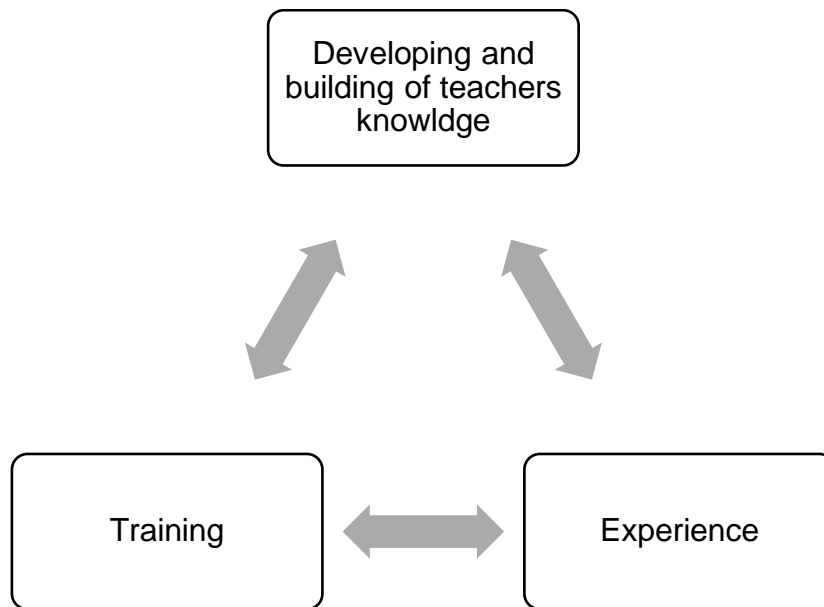 Developing and
building of teachers
knowldge
Training
Experience